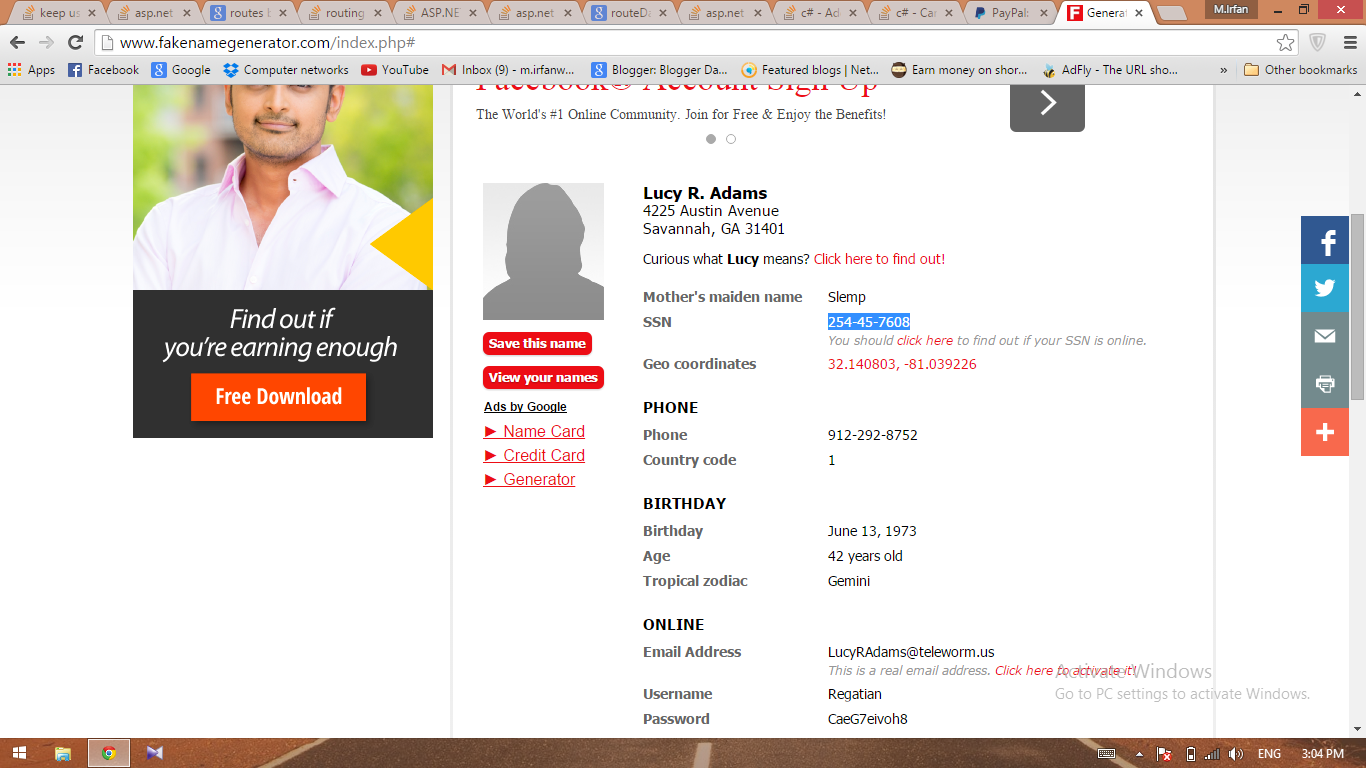 keep us
asp.net
routes b
routing
ASP.NE
asp.net
routeDa
asp.net
c# - Ad
c# - Car
PayPal:
Genera
M.Irfan
www.fakenamegenerator.com/index.php#
Apps
Facebook
Google
Computer networks
YouTube
Inbox (9) - m.irfanw...
Blogger: Blogger Da...
Featured blogs | Net...
Earn money on shor...
AdFly - The URL sho...
»
Other bookmarks
Facebook® Account Sign Up
The World's #1 Online Community. Join for Free & Enjoy the Benefits!
Find out if
you're earning enough
Free Download
Save this name
View your names
Ads by Google
► Name Card
► Credit Card
► Generator
Lucy R. Adams
4225 Austin Avenue
Savannah, GA 31401
Curious what Lucy means? Click here to find out!
Mother's maiden name Slemp
SSN 254-45-7608
You should click here to find out if your SSN is online.
Geo coordinates 32.140803, -81.039226
PHONE
Phone 912-292-8752
Country code 1
BIRTHDAY
Birthday June 13, 1973
Age 42 years old
Tropical zodiac Gemini
ONLINE
Email Address LucyRAdams@teleworm.us
This is a real email address. Click here to activate it!
Username Regatian
Password CaeG7eivoh8
Activate Windows
Go to PC settings to activate Windows.
ENG
3:04 PM